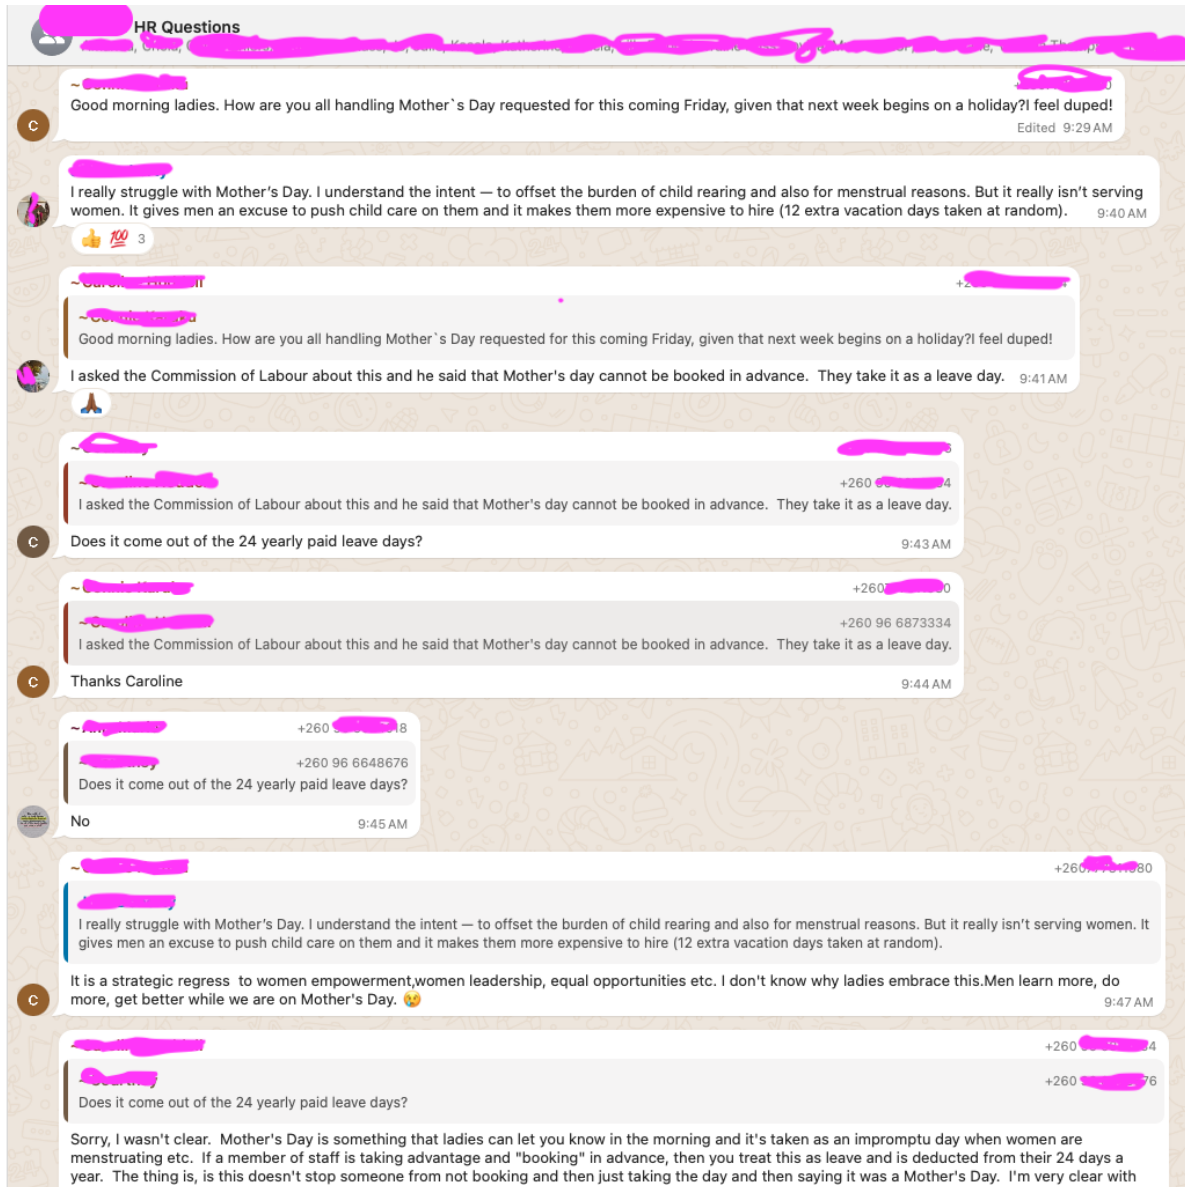 HR Questions
Good morning ladies. How are you all handling Mother`s Day requested for this coming Friday, given that next week begins on a holiday?I feel duped!
Edited 9:29 AM
I really struggle with Mother's Day. I understand the intent — to offset the burden of child rearing and also for menstrual reasons. But it really isn't serving
women. It gives men an excuse to push child care on them and it makes them more expensive to hire (12 extra vacation days taken at random). 9:40 AM
👍 💯 3
Good morning ladies. How are you all handling Mother`s Day requested for this coming Friday, given that next week begins on a holiday?I feel duped!
I asked the Commission of Labour about this and he said that Mother's day cannot be booked in advance.  They take it as a leave day. 9:41 AM
🙏🏾
+260
I asked the Commission of Labour about this and he said that Mother's day cannot be booked in advance.  They take it as a leave day.
C Does it come out of the 24 yearly paid leave days? 9:43 AM
+260
+260 96 6873334
I asked the Commission of Labour about this and he said that Mother's day cannot be booked in advance.  They take it as a leave day.
C Thanks Caroline 9:44 AM
+260
+260 96 6648676
Does it come out of the 24 yearly paid leave days?
No 9:45 AM
+260
I really struggle with Mother's Day. I understand the intent — to offset the burden of child rearing and also for menstrual reasons. But it really isn't serving women. It
gives men an excuse to push child care on them and it makes them more expensive to hire (12 extra vacation days taken at random).
It is a strategic regress  to women empowerment,women leadership, equal opportunities etc. I don't know why ladies embrace this.Men learn more, do
C more, get better while we are on Mother's Day. 😢 9:47 AM
+260
+260
Does it come out of the 24 yearly paid leave days?
Sorry, I wasn't clear.  Mother's Day is something that ladies can let you know in the morning and it's taken as an impromptu day when women are
menstruating etc.  If a member of staff is taking advantage and "booking" in advance, then you treat this as leave and is deducted from their 24 days a
year.  The thing is, is this doesn't stop someone from not booking and then just taking the day and then saying it was a Mother's Day.  I'm very clear with